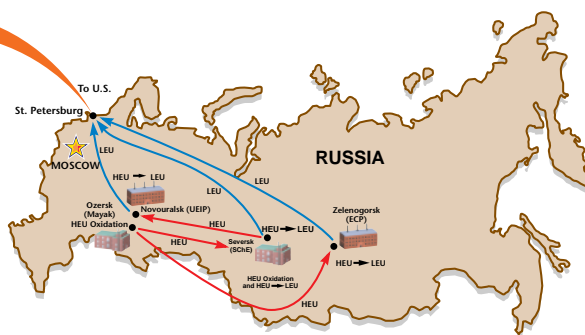 To U.S.
St. Petersburg
MOSCOW
RUSSIA
LEU
LEU
LEU
HEU → LEU
Ozersk
(Mayak)
HEU Oxidation
Novouralsk (UEIP)
HEU
HEU
Seversk
(SChE)
HEU → LEU
HEU Oxidation
and HEU → LEU
HEU
Zelenogorsk
(ECP)
HEU → LEU